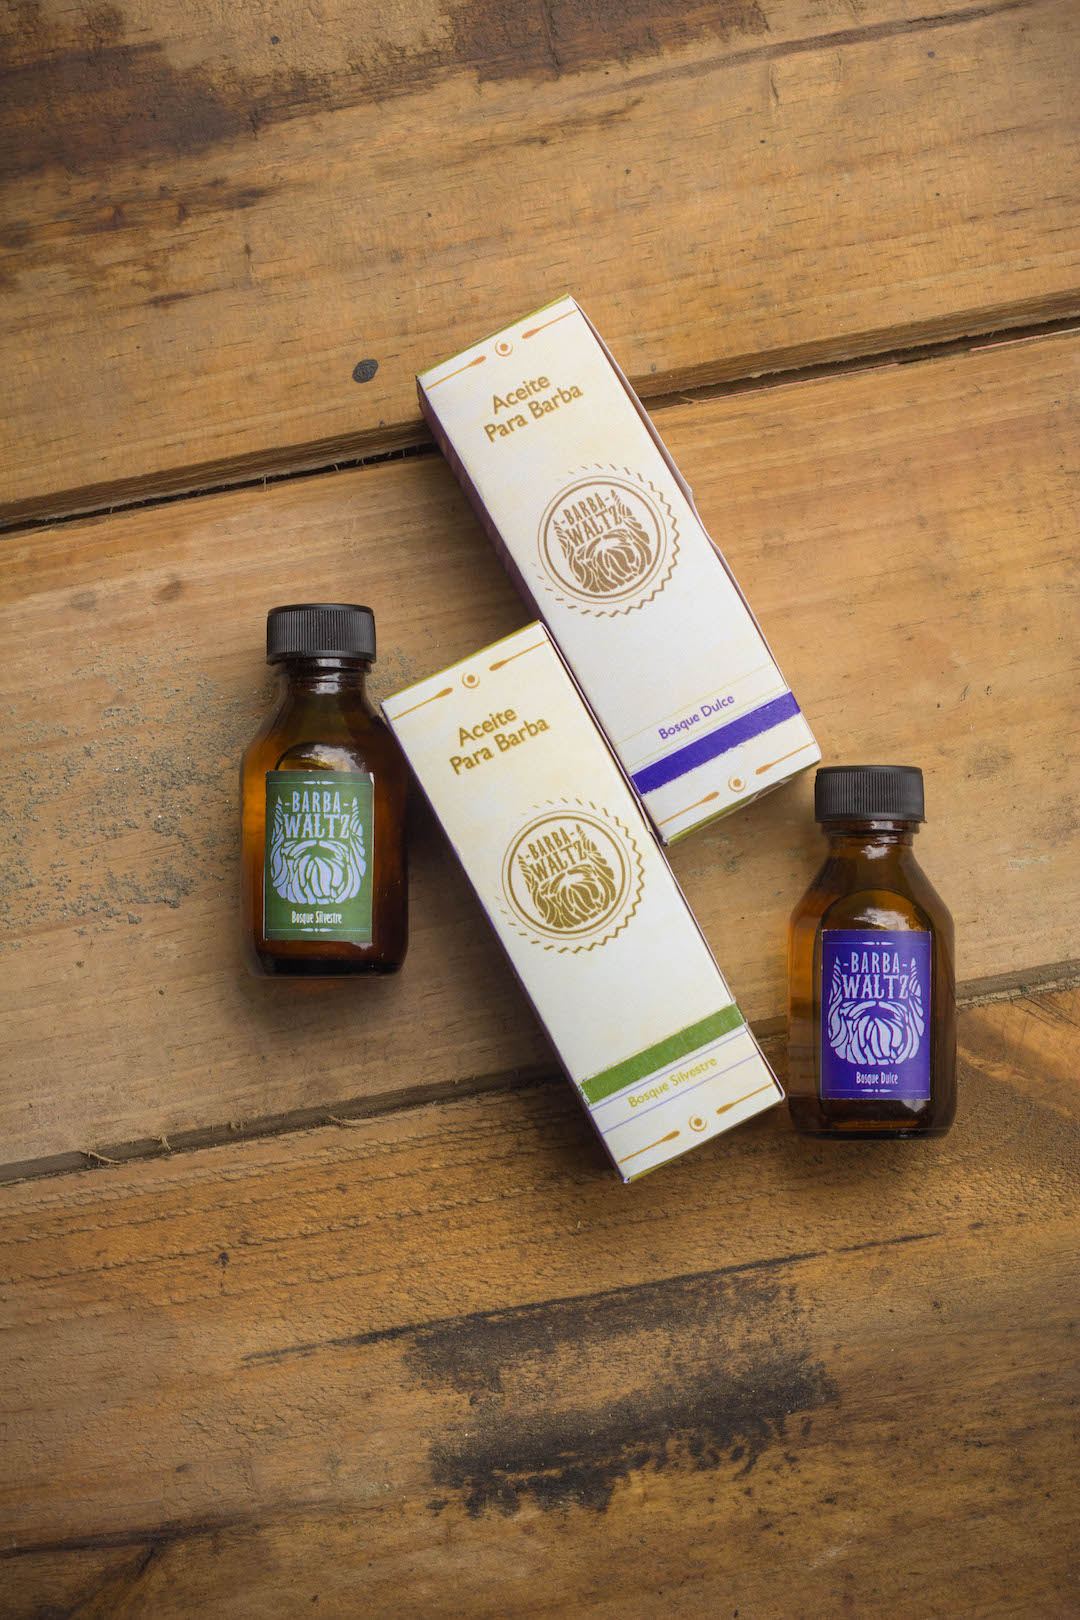 Aceite
Para Barba
-BARBA-
WALTZ
Bosque Dulce
Aceite
Para Barba
-BARBA-
WALTZ
Bosque Silvestre
-BARBA-
WALTZ
Bosque Silvestre
-BARBA-
WALTZ
Bosque Dulce